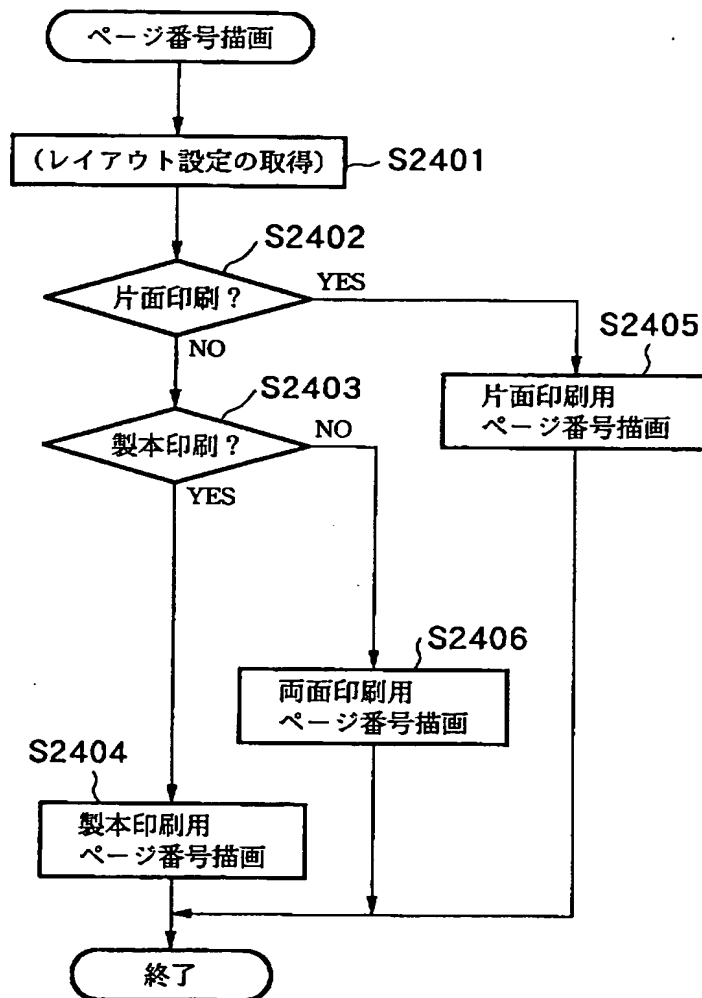 ページ番号描画
(レイアウト設定の取得)
S2401
S2402
片面印刷?
YES
NO
S2405
片面印刷用
ページ番号描画
S2403
製本印刷?
NO
YES
S2406
両面印刷用
ページ番号描画
S2404
製本印刷用
ページ番号描画
終了